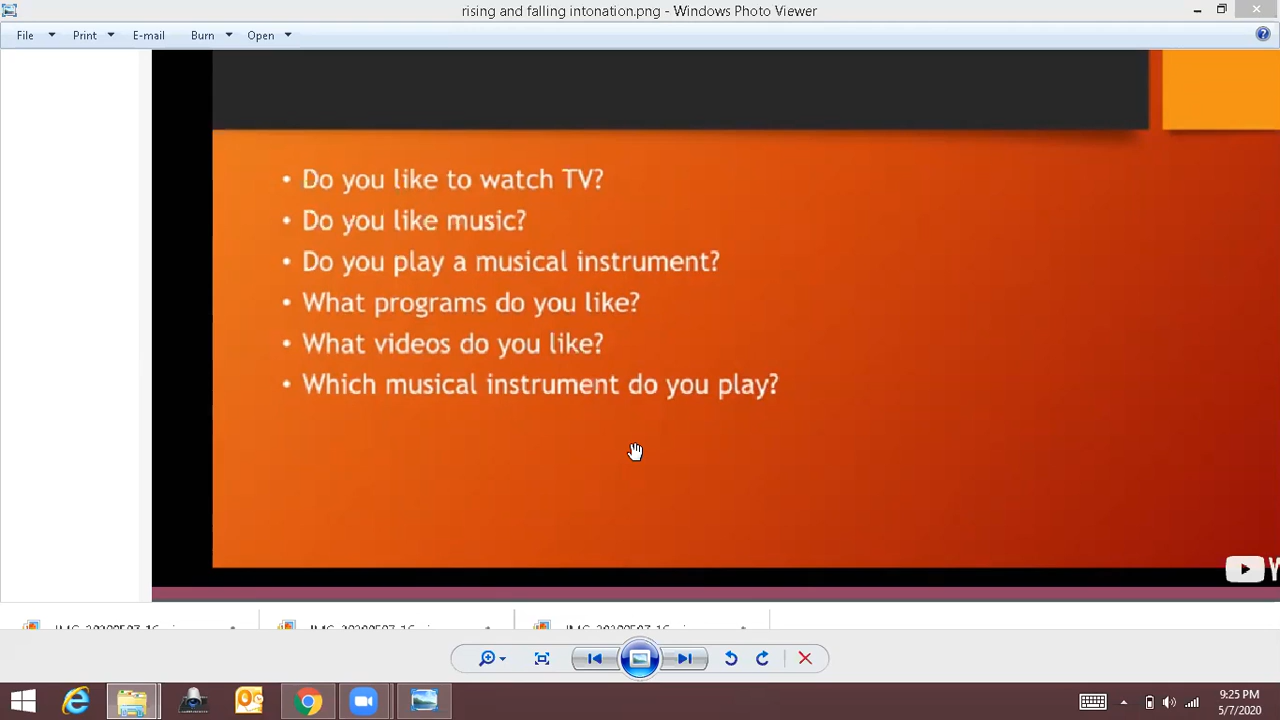 rising and falling intonation.png - Windows Photo Viewer
File Print E-mail Burn Open
• Do you like to watch TV?
• Do you like music?
• Do you play a musical instrument?
• What programs do you like?
• What videos do you like?
• Which musical instrument do you play?
9:25 PM
5/7/2020